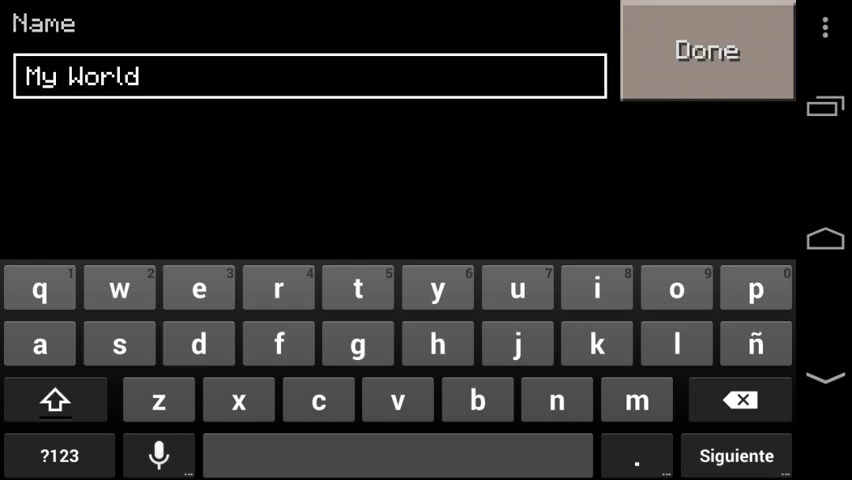 Name
Done
My World
q 1 w 2 e 3 r 4 t 5 y 6 u 7 i 8 o 9 p 0
a s d f g h j k l ñ
z x c v b n m
?123 ... . ... Siguiente ...